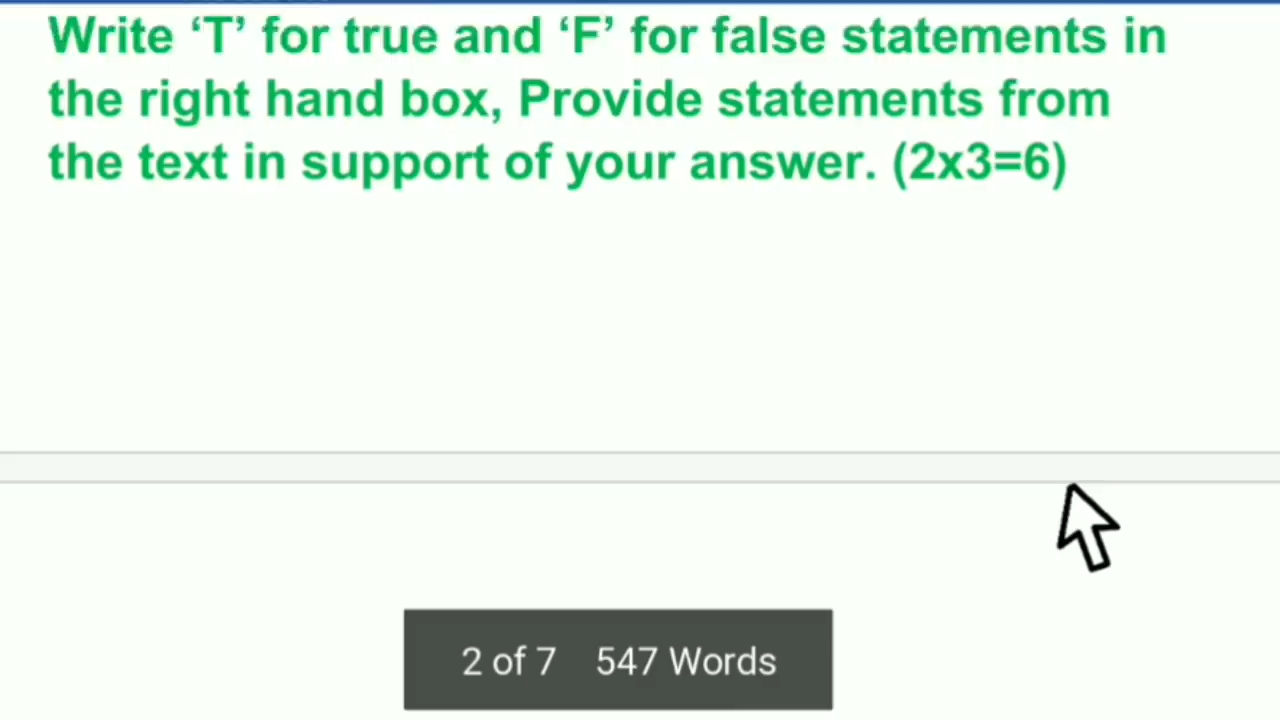 Write ‘T’ for true and ‘F’ for false statements in
the right hand box, Provide statements from
the text in support of your answer. (2x3=6)
2 of 7 547 Words